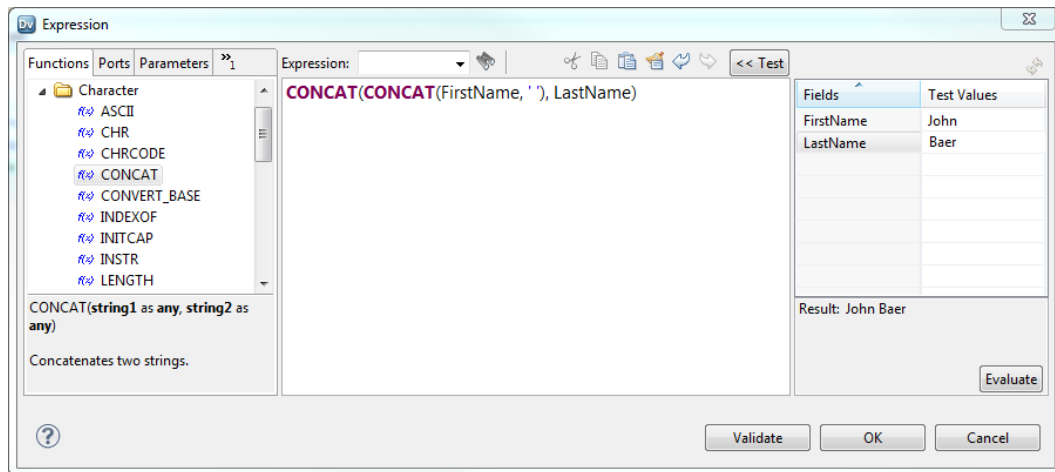 Dv Expression
Functions Ports Parameters »1
Expression:
<< Test
Character
f(x) ASCII
f(x) CHR
f(x) CHRCODE
f(x) CONCAT
f(x) CONVERT_BASE
f(x) INDEXOF
f(x) INITCAP
f(x) INSTR
f(x) LENGTH
CONCAT(string1 as any, string2 as
any)
Concatenates two strings.
CONCAT(CONCAT(FirstName, ' '), LastName)
Fields Test Values
FirstName John
LastName Baer
Result: John Baer
Evaluate
?
Validate OK Cancel